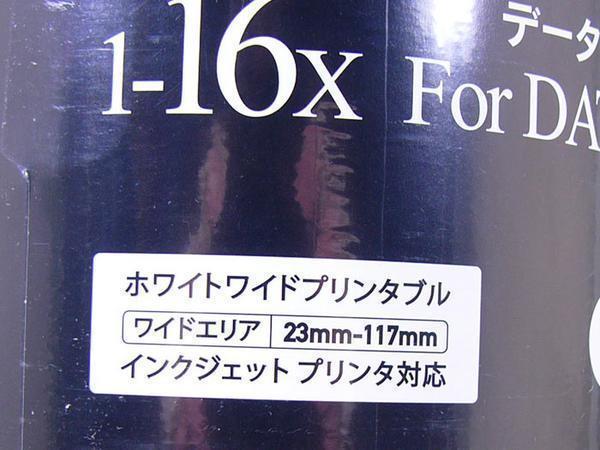 データ
1-16x For DAT
ホワイトワイドプリンタブル
ワイドエリア 23mm-117mm
インクジェット プリンタ対応